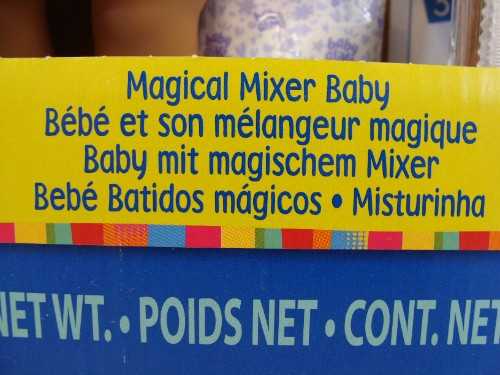 Magical Mixer Baby
Bébé et son mélangeur magique
Baby mit magischem Mixer
Bebé Batidos mágicos • Misturinha
NET WT. • POIDS NET • CONT. NET